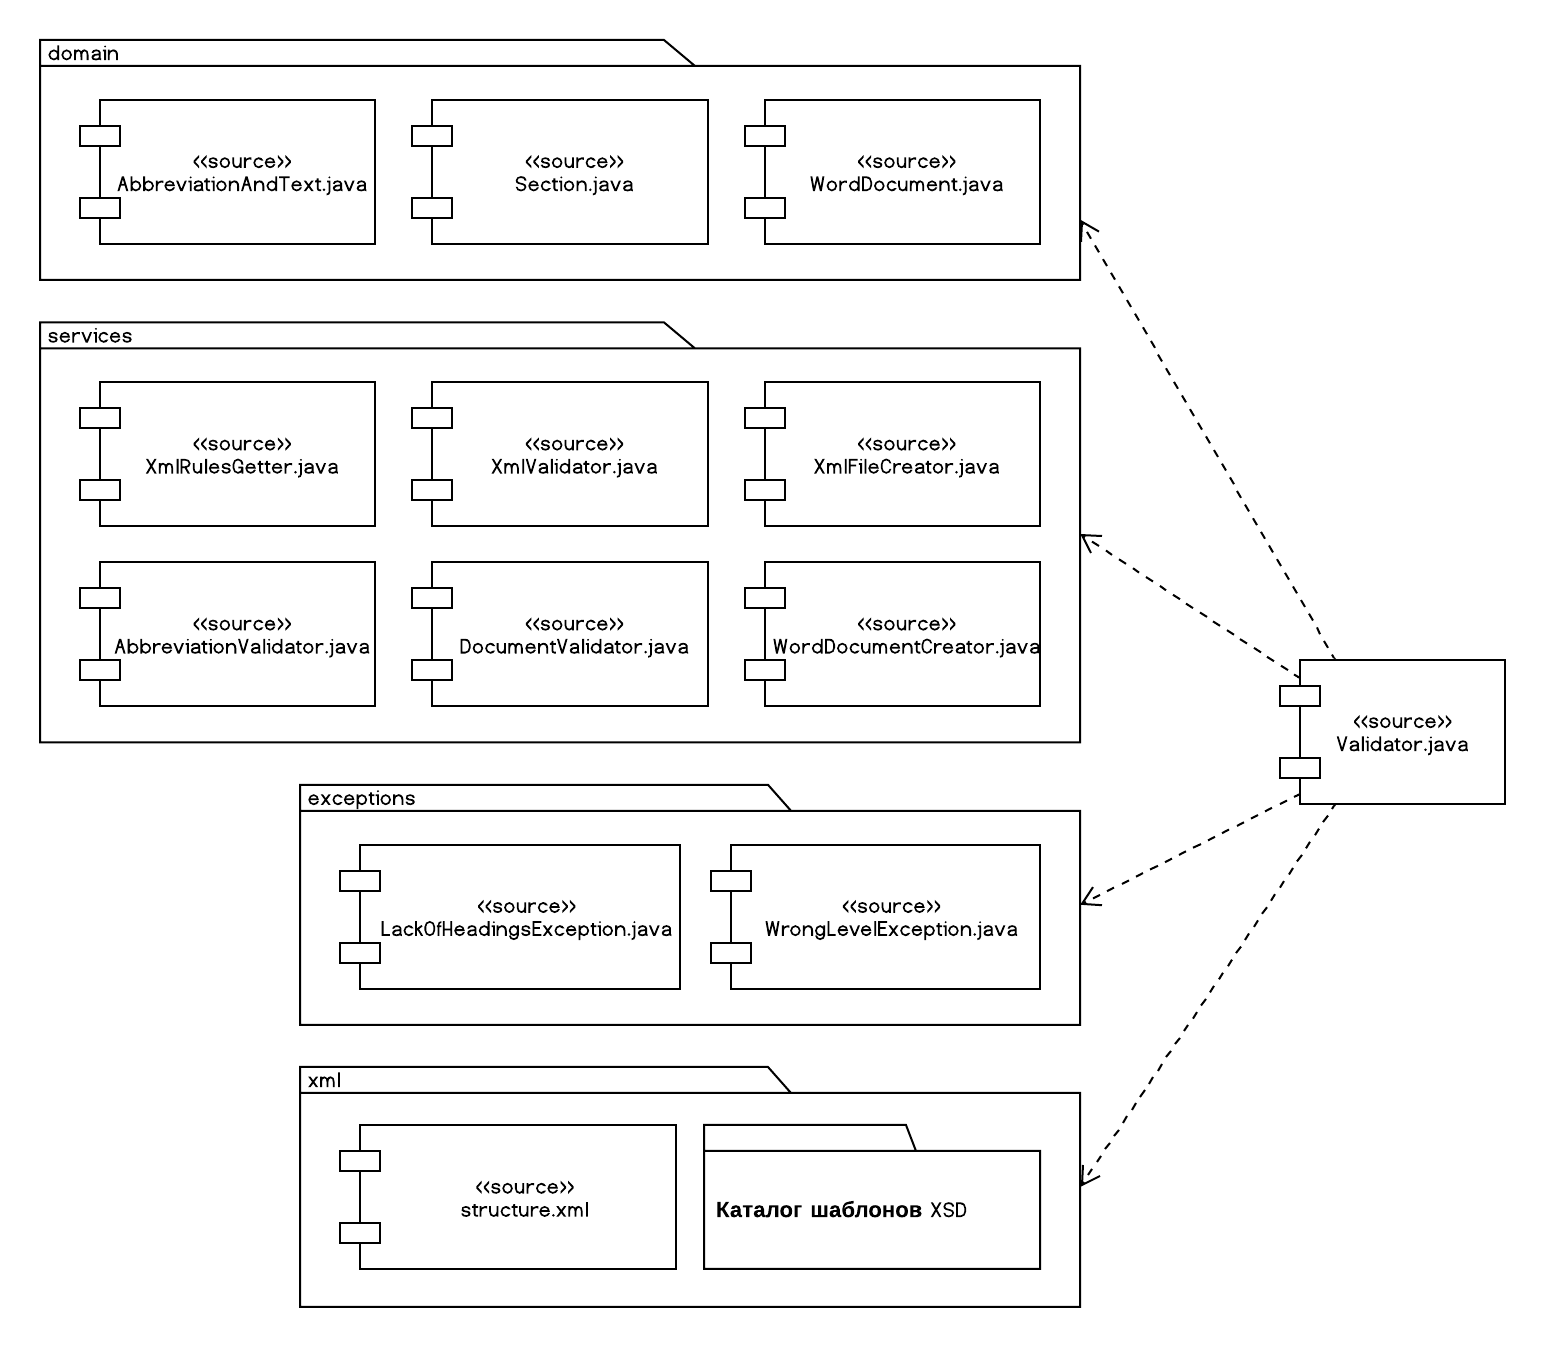 domain
<<source>>
AbbreviationAndText.java
<<source>>
Section.java
<<source>>
WordDocument.java
services
<<source>>
XmlRulesGetter.java
<<source>>
XmlValidator.java
<<source>>
XmlFileCreator.java
<<source>>
AbbreviationValidator.java
<<source>>
DocumentValidator.java
<<source>>
WordDocumentCreator.java
<<source>>
Validator.java
exceptions
<<source>>
LackOfHeadingsException.java
<<source>>
WrongLevelException.java
xml
<<source>>
structure.xml
Каталог шаблонов XSD